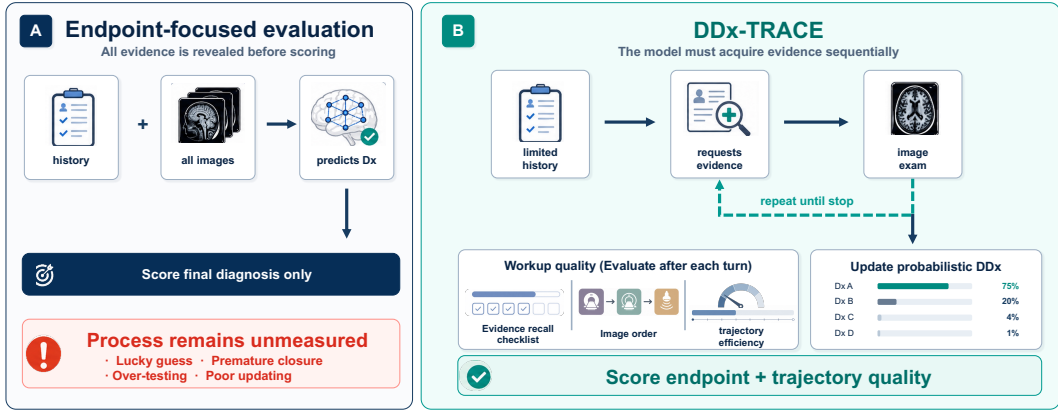 A
Endpoint-focused evaluation
All evidence is revealed before scoring
history
+
all images
predicts Dx
Score final diagnosis only
Process remains unmeasured
· Lucky guess · Premature closure
· Over-testing · Poor updating
B
DDx-TRACE
The model must acquire evidence sequentially
limited
history
requests
evidence
image
exam
repeat until stop
Workup quality (Evaluate after each turn)
Evidence recall
checklist
Image order
trajectory
efficiency
Update probabilistic DDx
Dx A 75%
Dx B 20%
Dx C 4%
Dx D 1%
Score endpoint + trajectory quality